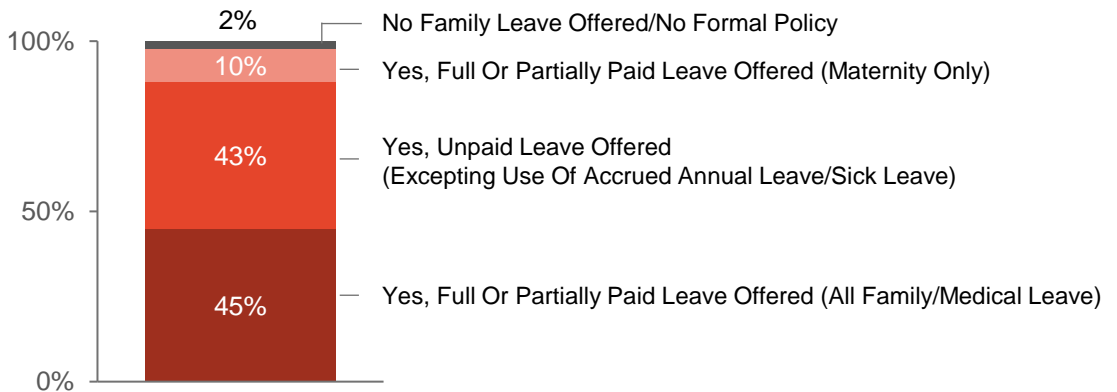 2%
No Family Leave Offered/No Formal Policy
100%
10%
Yes, Full Or Partially Paid Leave Offered (Maternity Only)
43%
Yes, Unpaid Leave Offered
(Excepting Use Of Accrued Annual Leave/Sick Leave)
50%
45%
Yes, Full Or Partially Paid Leave Offered (All Family/Medical Leave)
0%